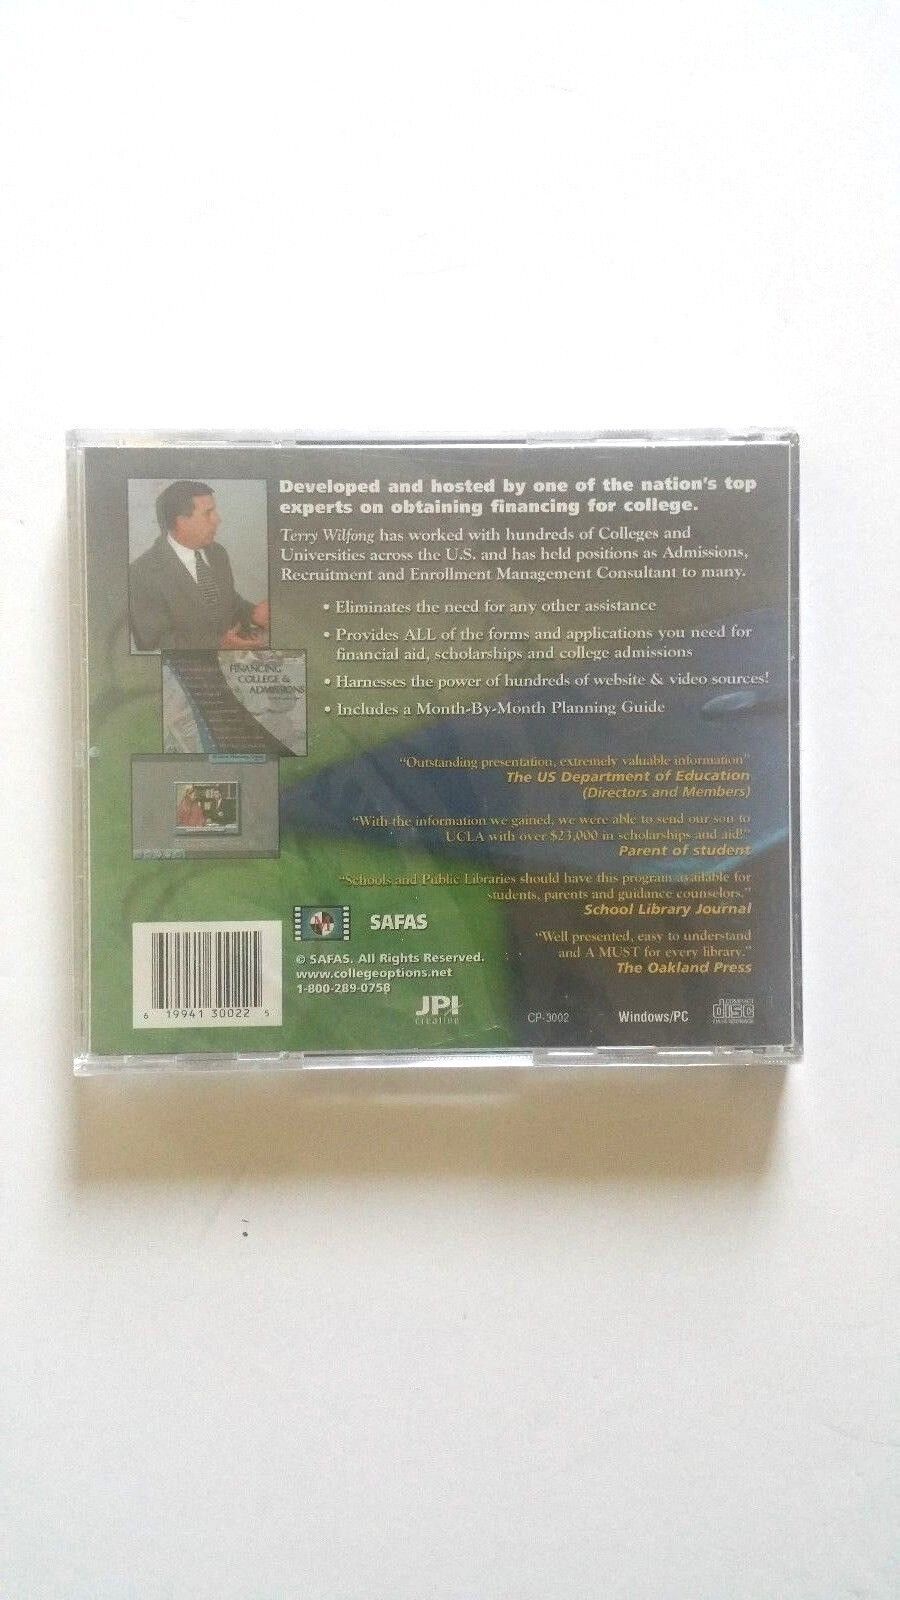 Developed and hosted by one of the nation's top
experts on obtaining financing for college.
Terry Wilfong has worked with hundreds of Colleges and
Universities across the U.S. and has held positions as Admissions,
Recruitment and Enrollment Management Consultant to many.
• Eliminates the need for any other assistance
• Provides ALL of the forms and applications you need for
financial aid, scholarships and college admissions
• Harnesses the power of hundreds of website & video sources!
• Includes a Month-By-Month Planning Guide
FINANCING
COLLEGE &
ADMISSIONS
"Outstanding presentation, extremely valuable information"
The US Department of Education
(Directors and Members)
"With the information we gained, we were able to send our son to
UCLA with over $23,000 in scholarships and aid!"
Parent of student
"Schools and Public Libraries should have this program available for
students, parents and guidance counselors."
School Library Journal
"Well presented, easy to understand
and A MUST for every library."
The Oakland Press
SAFAS
© SAFAS. All Rights Reserved.
www.collegeoptions.net
1-800-289-0758
6 19941 30022 5
JPI
creative
CP-3002
Windows/PC
COMPACT
disc
DATA STORAGE